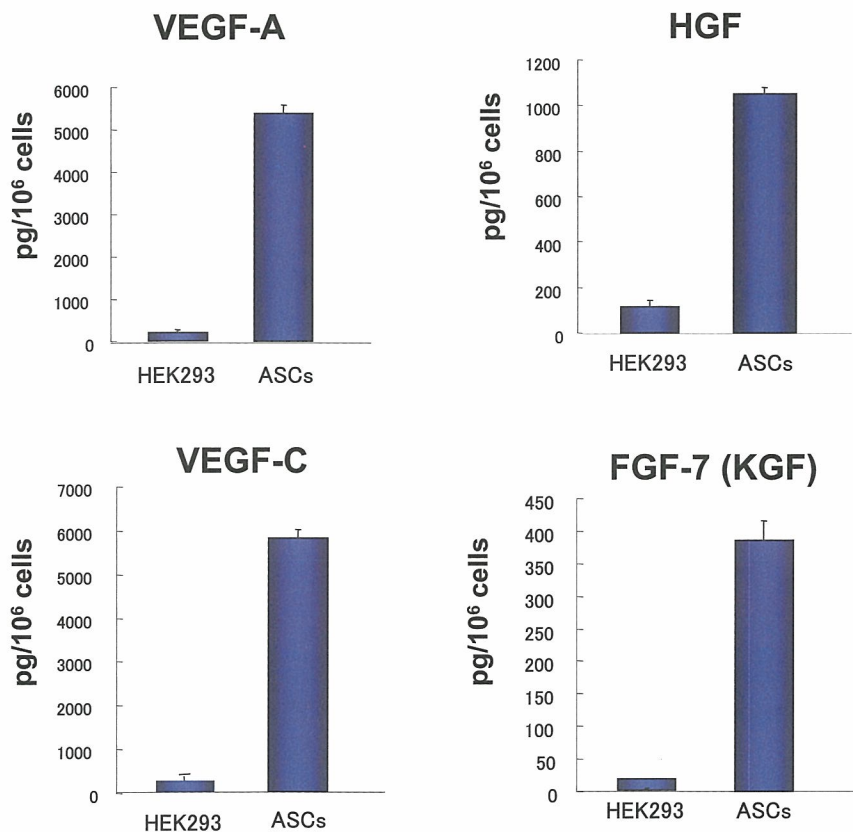 VEGF-A
pg/10⁶ cells
6000
5000
4000
3000
2000
1000
0
HEK293 ASCs
HGF
pg/10⁶ cells
1200
1000
800
600
400
200
0
HEK293 ASCs
VEGF-C
pg/10⁶ cells
7000
6000
5000
4000
3000
2000
1000
0
HEK293 ASCs
FGF-7 (KGF)
pg/10⁶ cells
450
400
350
300
250
200
150
100
50
0
HEK293 ASCs